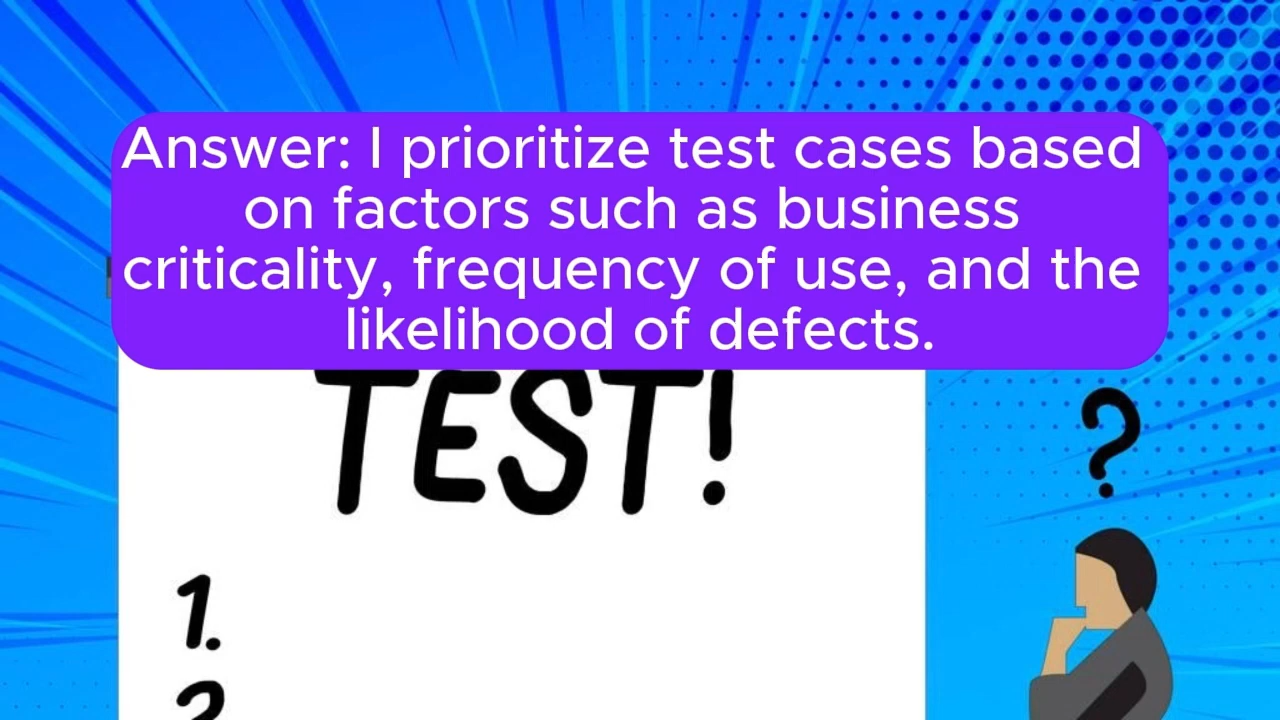 Answer: I prioritize test cases based
on factors such as business
criticality, frequency of use, and the
likelihood of defects.
TEST!
?
1.
2